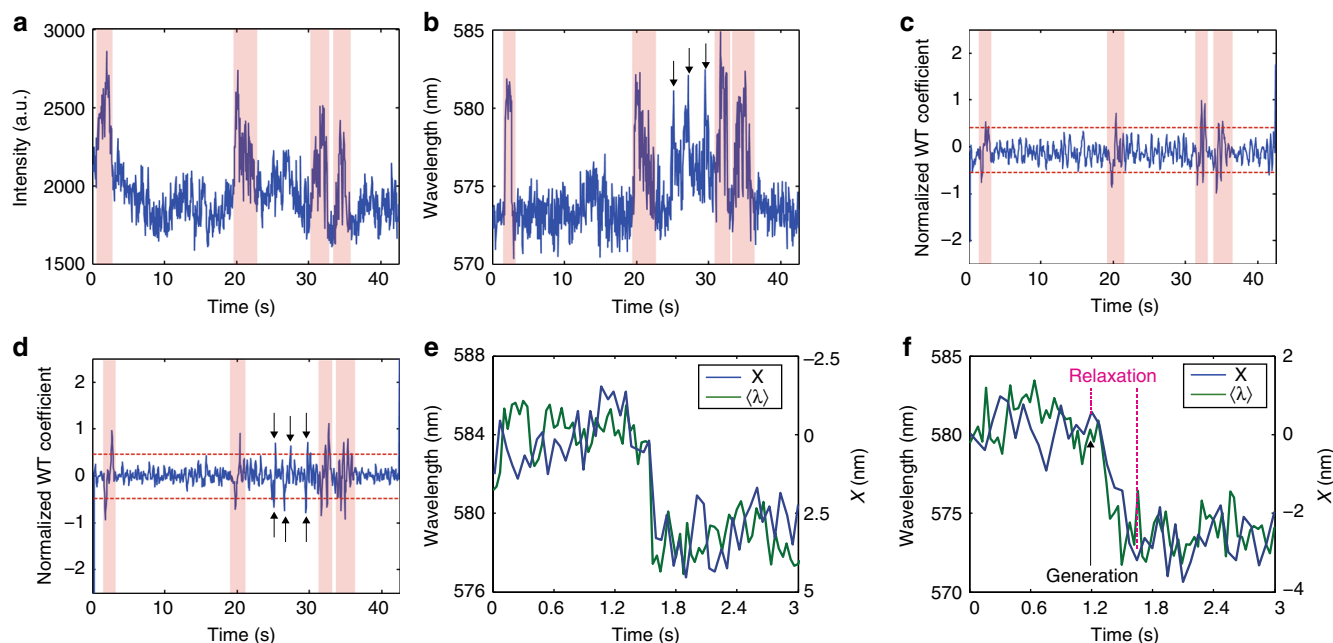 a
3000
2500
2000
1500
Intensity (a.u.)
0 10 20 30 40
Time (s)
b
585
580
575
570
Wavelength (nm)
0 10 20 30 40
Time (s)
c
2
1
0
−1
−2
Normalized WT coefficient
0 10 20 30 40
Time (s)
d
2
1
0
−1
−2
Normalized WT coefficient
0 10 20 30 40
Time (s)
e
588
584
580
576
Wavelength (nm)
X
⟨λ⟩
−2.5
0
2.5
5
X (nm)
0 0.6 1.2 1.8 2.4 3
Time (s)
f
585
580
575
570
Wavelength (nm)
Relaxation
Generation
X
⟨λ⟩
2
0
−2
−4
X (nm)
0 0.6 1.2 1.8 2.4 3
Time (s)